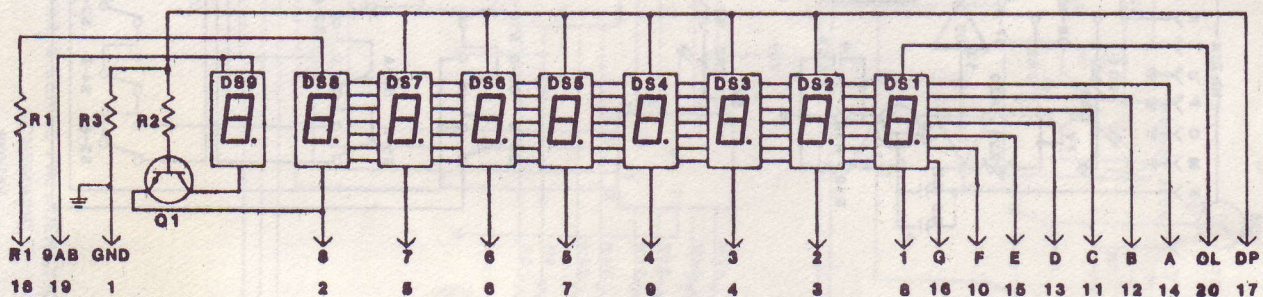 DS9 DS8 DS7 DS6 DS5 DS4 DS3 DS2 DS1
R1 R3 R2
Q1
R1 9AB GND 8 7 6 5 4 3 2 1 G F E D C B A OL DP
18 19 1 2 5 6 7 9 4 3 8 16 10 15 13 11 12 14 20 17